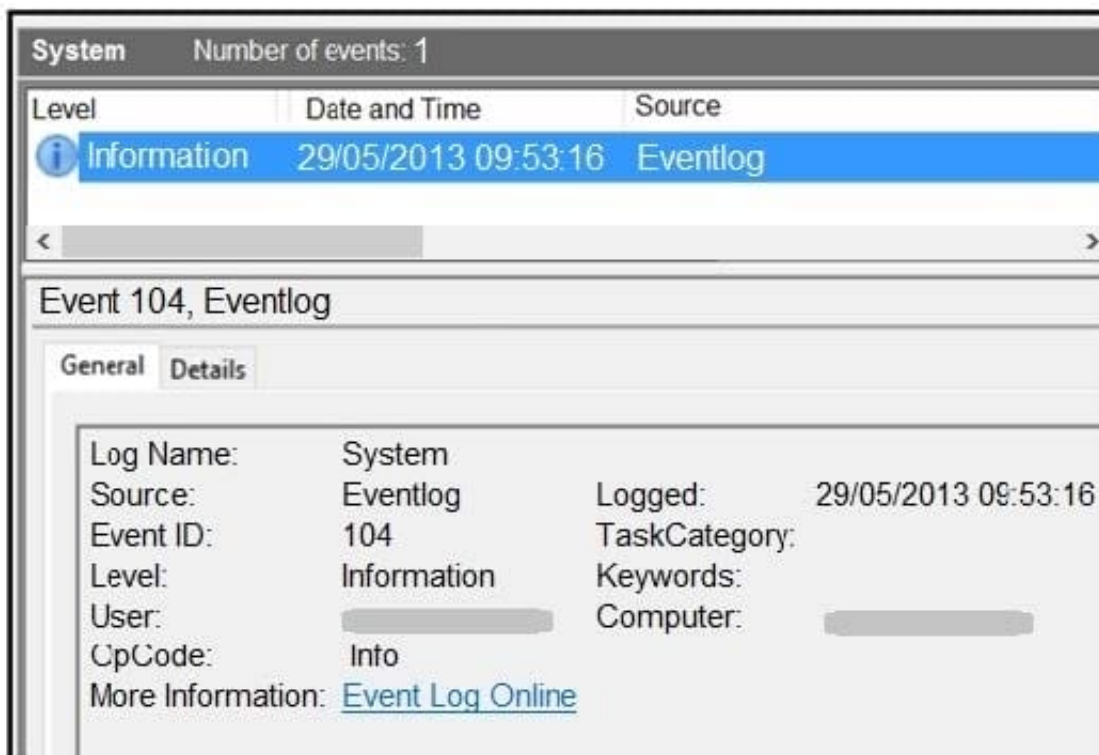 System Number of events: 1
Level Date and Time Source
Information 29/05/2013 09:53:16 Eventlog
Event 104, Eventlog
General Details
Log Name: System
Source: Eventlog Logged: 29/05/2013 09:53:16
Event ID: 104 TaskCategory:
Level: Information Keywords:
User: Computer:
OpCode: Info
More Information: Event Log Online